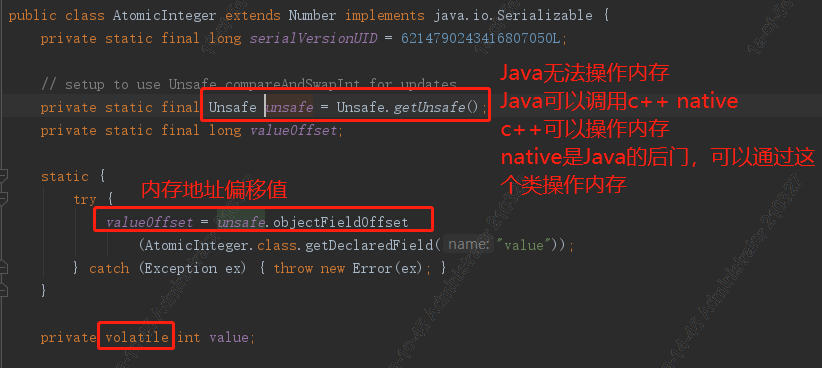 public class AtomicInteger extends Number implements java.io.Serializable {
private static final long serialVersionUID = 6214790243416807050L;
// setup to use Unsafe.compareAndSwapInt for updates
private static final Unsafe unsafe = Unsafe.getUnsafe();
private static final long valueOffset;
Java无法操作内存
Java可以调用c++ native
c++可以操作内存
native是Java的后门，可以通过这
个类操作内存
static {
内存地址偏移值
try {
valueOffset = unsafe.objectFieldOffset
(AtomicInteger.class.getDeclaredField( name: "value"));
} catch (Exception ex) { throw new Error(ex); }
}
private volatile int value;